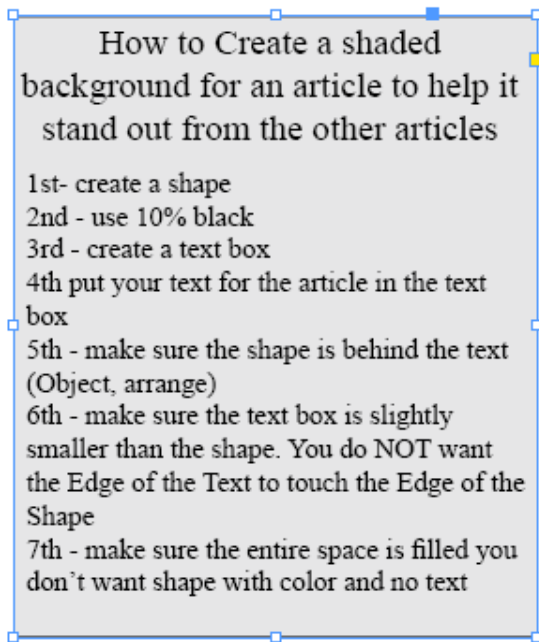 How to Create a shaded
background for an article to help it
stand out from the other articles
1st- create a shape
2nd - use 10% black
3rd - create a text box
4th put your text for the article in the text
box
5th - make sure the shape is behind the text
(Object, arrange)
6th - make sure the text box is slightly
smaller than the shape. You do NOT want
the Edge of the Text to touch the Edge of the
Shape
7th - make sure the entire space is filled you
don’t want shape with color and no text